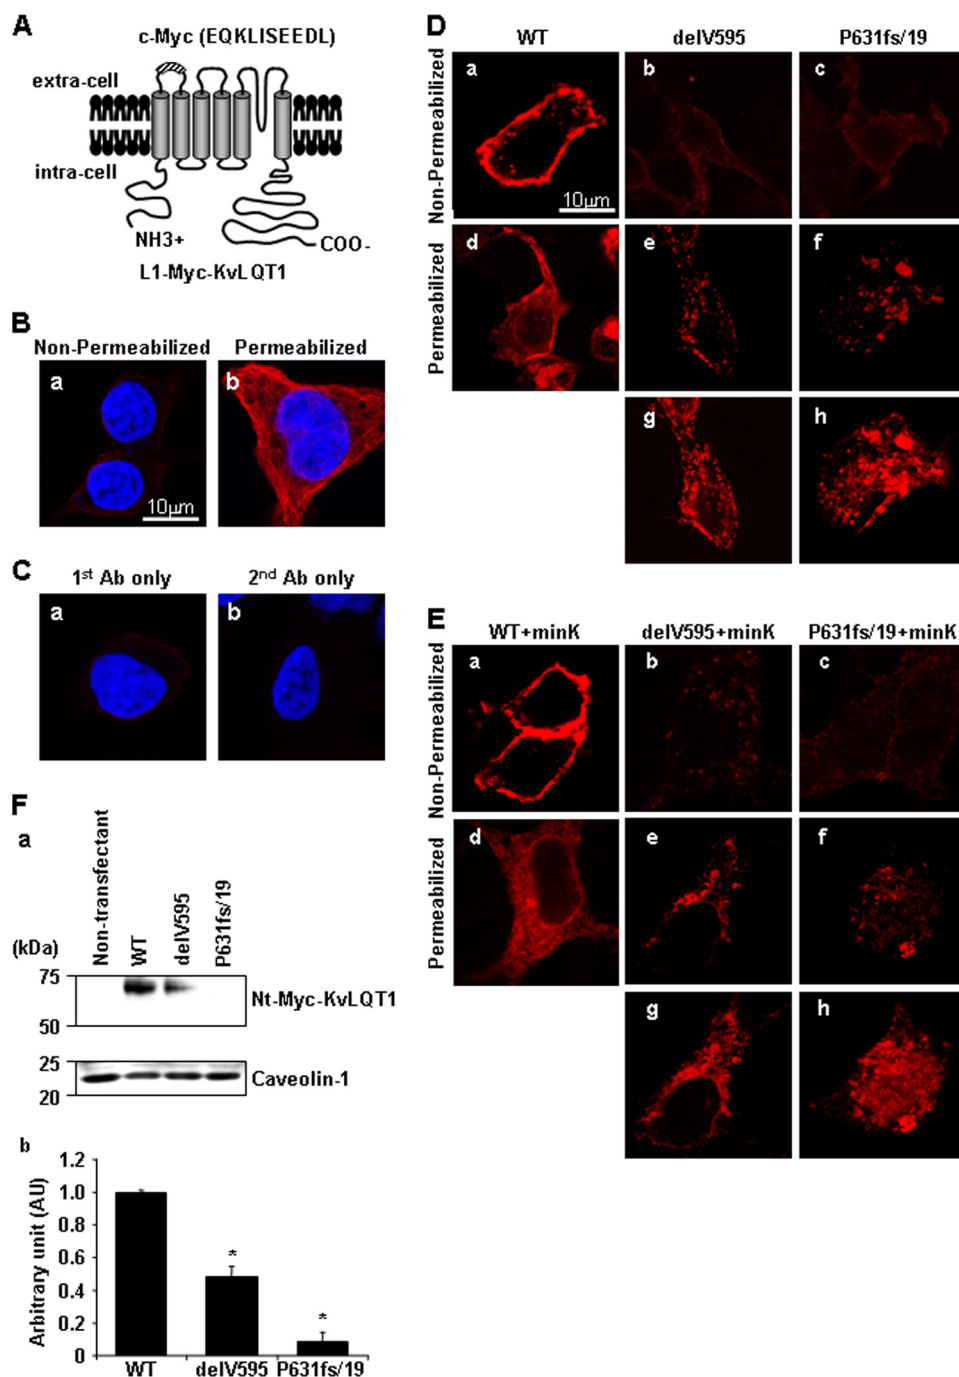 A
c-Myc (EQKLISEEDL)
extra-cell
intra-cell
NH3+
COO-
L1-Myc-KvLQT1
B
Non-Permeabilized
Permeabilized
a
b
10μm
C
1st Ab only
2nd Ab only
a
b
D
WT
delV595
P631fs/19
Non-Permeabilized
a
b
c
10μm
Permeabilized
d
e
f
g
h
E
WT+minK
delV595+minK
P631fs/19+minK
Non-Permeabilized
a
b
c
Permeabilized
d
e
f
g
h
F
a
Non-transfectant
WT
delV595
P631fs/19
(kDa)
75
50
Nt-Myc-KvLQT1
25
20
Caveolin-1
b
Arbitrary unit (AU)
1.2
1.0
0.8
0.6
0.4
0.2
0
*
*
WT
delV595
P631fs/19